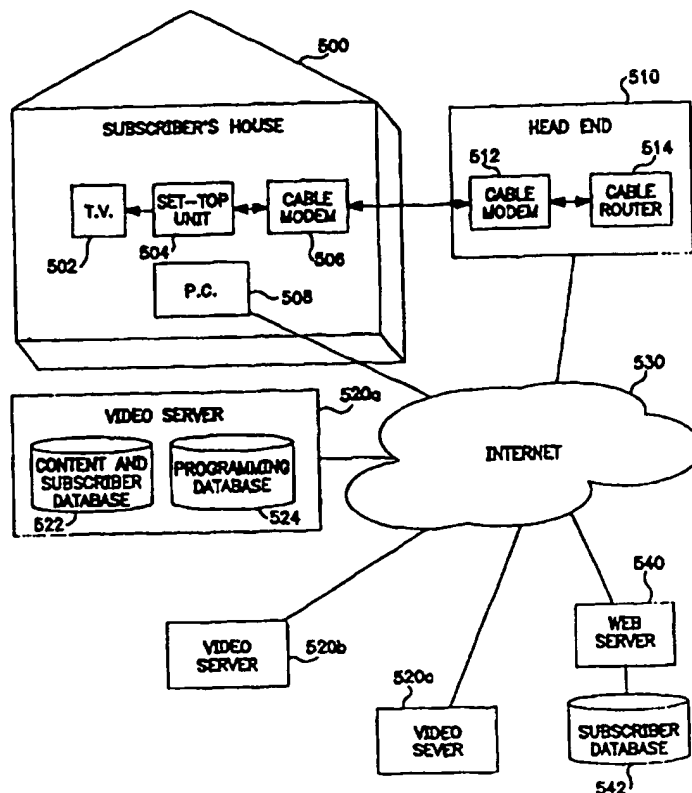 500
SUBSCRIBER'S HOUSE
T.V.
502
SET-TOP
UNIT
504
CABLE
MODEM
506
P.C.
508
510
HEAD END
512
CABLE
MODEM
514
CABLE
ROUTER
530
INTERNET
520a
VIDEO SERVER
CONTENT AND
SUBSCRIBER
DATABASE
522
PROGRAMMING
DATABASE
524
VIDEO
SERVER
520b
520c
VIDEO
SEVER
540
WEB
SERVER
SUBSCRIBER
DATABASE
542